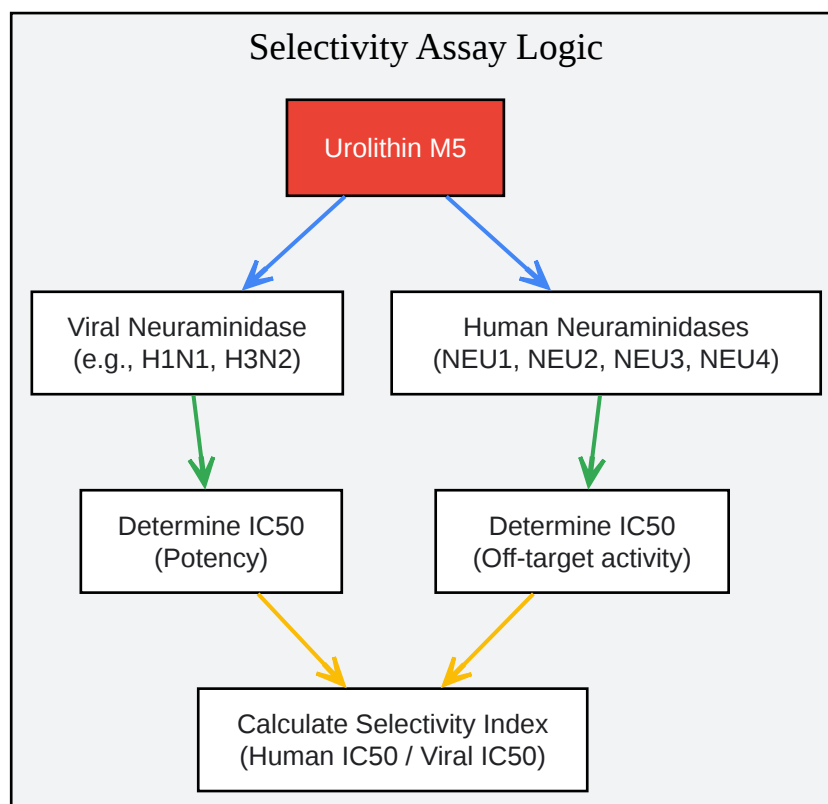 Selectivity Assay Logic
Urolithin M5
Viral Neuraminidase
(e.g., H1N1, H3N2)
Human Neuraminidases
(NEU1, NEU2, NEU3, NEU4)
Determine IC50
(Potency)
Determine IC50
(Off-target activity)
Calculate Selectivity Index
(Human IC50 / Viral IC50)